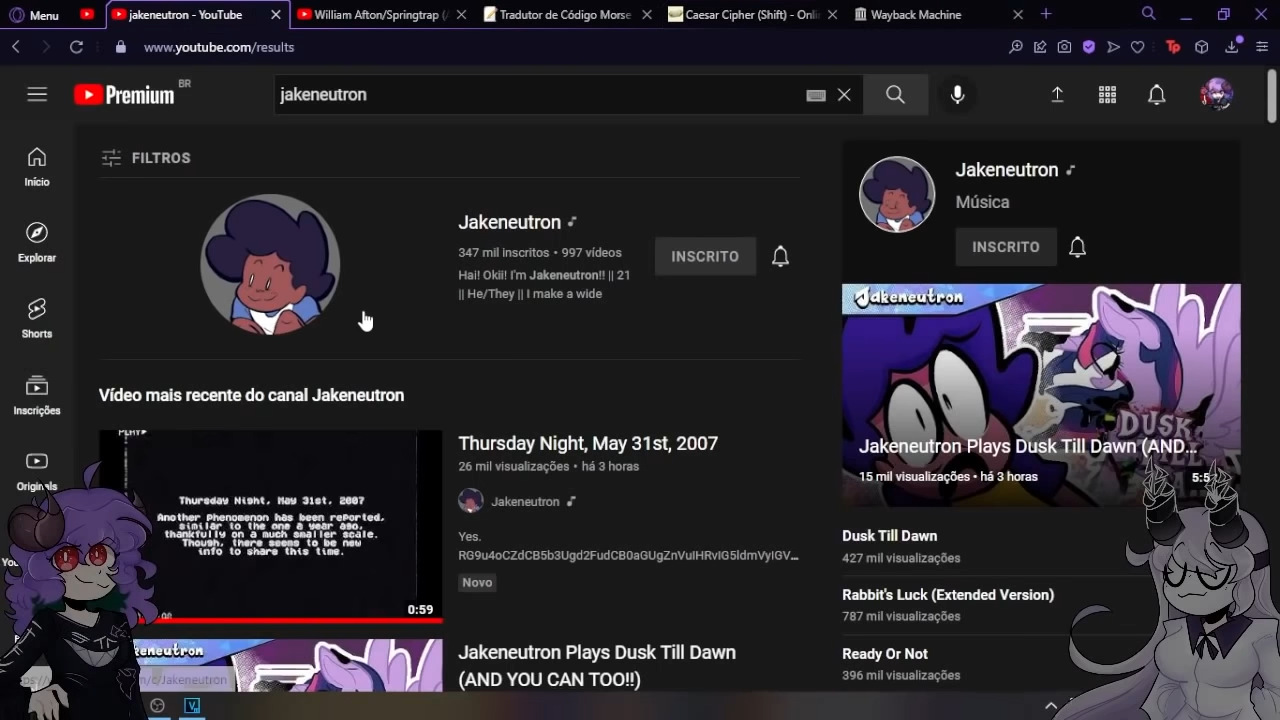 Menu
jakeneutron - YouTube
William Afton/Springtrap (
Tradutor de Código Morse
Caesar Cipher (Shift) - Onli
Wayback Machine
www.youtube.com/results
Tp
Premium BR
jakeneutron
Início
Explorar
Shorts
Inscrições
Originais
FILTROS
Jakeneutron
347 mil inscritos • 997 vídeos
Hai! Okii! I'm Jakeneutron!! || 21
|| He/They || I make a wide
INSCRITO
Vídeo mais recente do canal Jakeneutron
PLAY
Thursday Night, May 31st, 2007
Another Phenomenon has been reported,
similar to the one a year ago,
thankfully on a much smaller scale.
Though, there seems to be new
info to share this time.
0:59
Thursday Night, May 31st, 2007
26 mil visualizações • há 3 horas
Jakeneutron
Yes.
RG9u4oCZdCB5b3Ugd2FudCB0aGUgZnVuIHRvIG5ldmVyIGV...
Novo
Jakeneutron Plays Dusk Till Dawn
(AND YOU CAN TOO!!)
m/c/Jakeneutron
Jakeneutron
Música
INSCRITO
Jakeneutron
DUSK
Jakeneutron Plays Dusk Till Dawn (AND...
15 mil visualizações • há 3 horas
Dusk Till Dawn
427 mil visualizações
Rabbit's Luck (Extended Version)
787 mil visualizações
Ready Or Not
396 mil visualizações